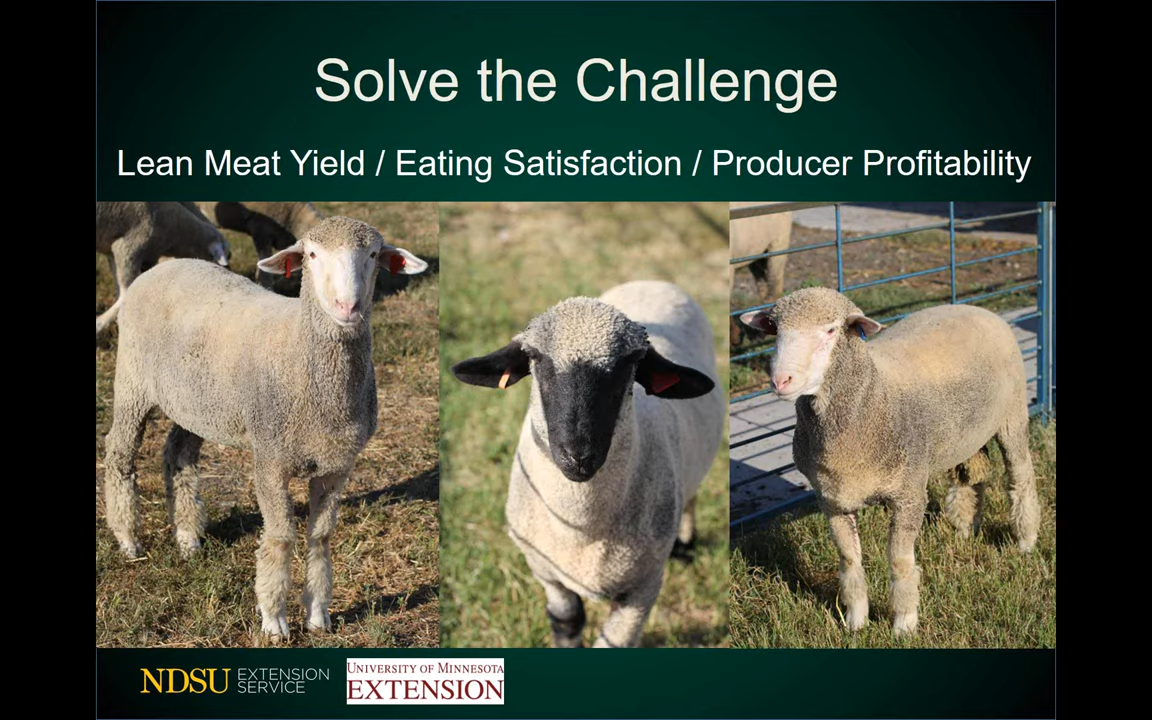 Solve the Challenge
Lean Meat Yield / Eating Satisfaction / Producer Profitability
NDSU EXTENSION SERVICE
UNIVERSITY OF MINNESOTA
EXTENSION